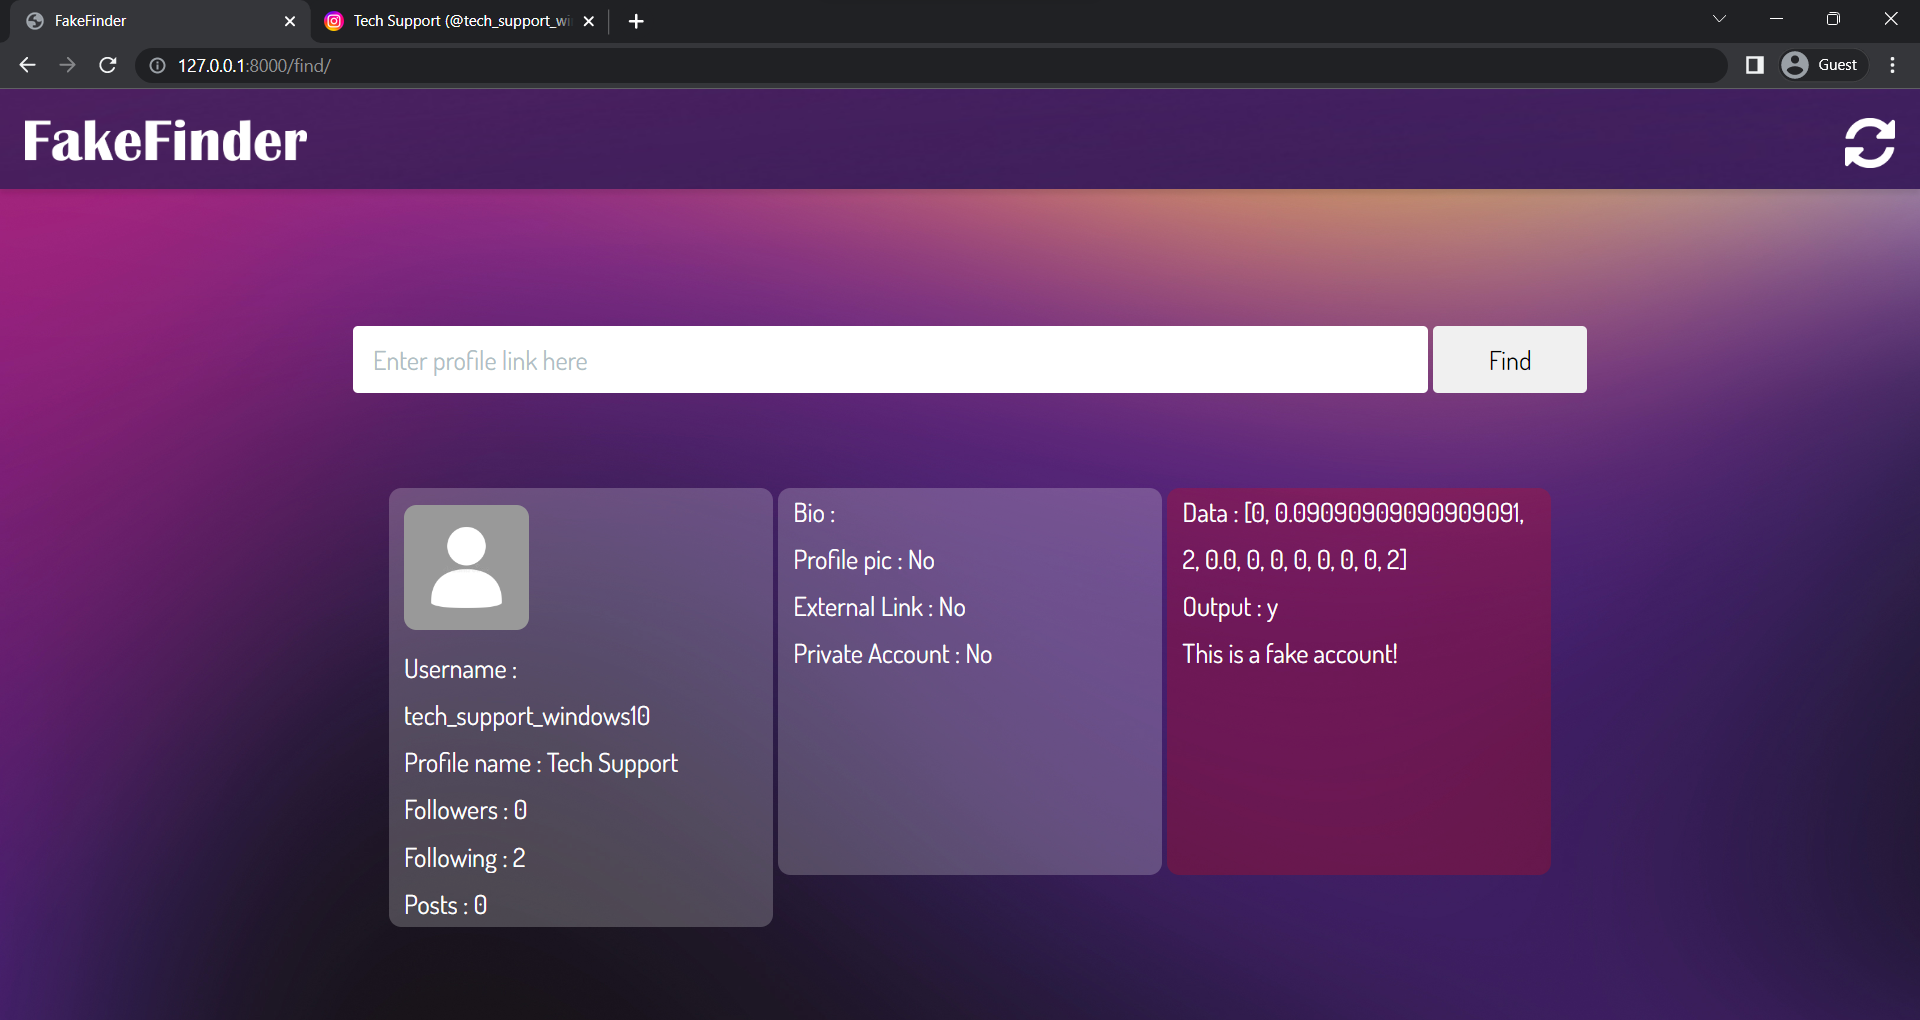 FakeFinder
Tech Support (@tech_support_wi
127.0.0.1:8000/find/
Guest
FakeFinder
Enter profile link here
Find
Username :
tech_support_windows10
Profile name : Tech Support
Followers : 0
Following : 2
Posts : 0
Bio :
Profile pic : No
External Link : No
Private Account : No
Data : [0, 0.09090909090909091,
2, 0.0, 0, 0, 0, 0, 0, 0, 2]
Output : y
This is a fake account!